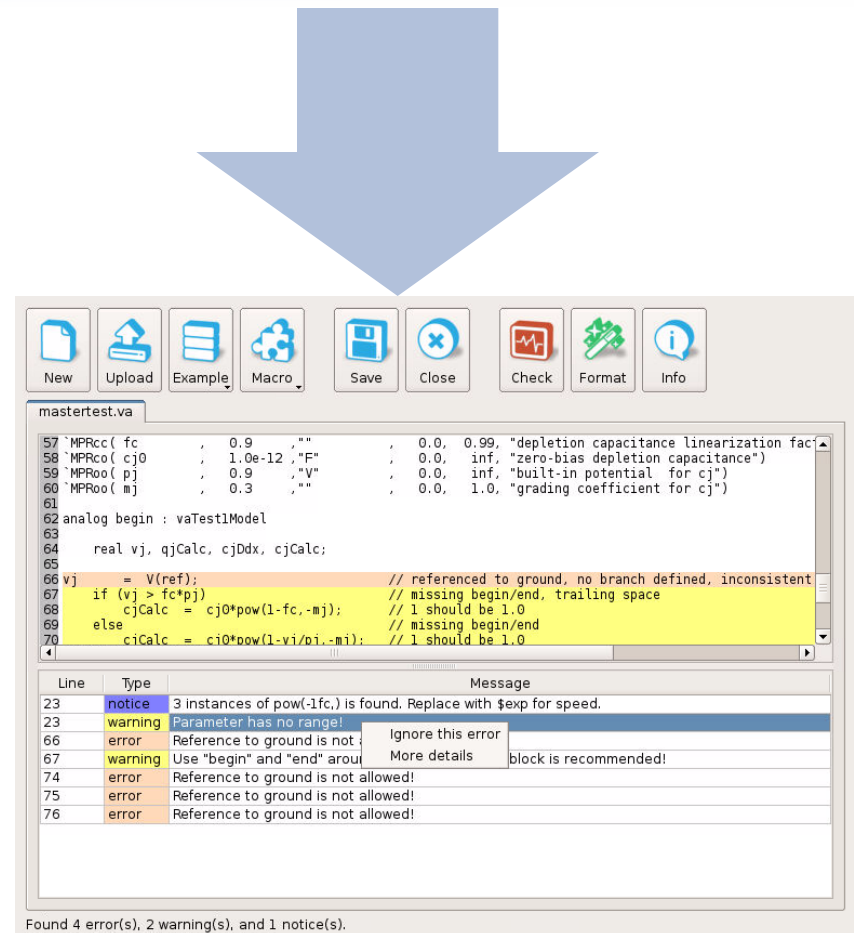 New Upload Example Macro Save Close Check Format Info
mastertest.va
57 `MPRcc( fc , 0.9 ,"" , 0.0, 0.99, "depletion capacitance linearization fact
58 `MPRco( cj0 , 1.0e-12 ,"F" , 0.0, inf, "zero-bias depletion capacitance")
59 `MPRoo( pj , 0.9 ,"V" , 0.0, inf, "built-in potential for cj")
60 `MPRoo( mj , 0.3 ,"" , 0.0, 1.0, "grading coefficient for cj")
61
62 analog begin : vaTest1Model
63
64 real vj, qjCalc, cjDdx, cjCalc;
65
66 vj = V(ref); // referenced to ground, no branch defined, inconsistent
67 if (vj > fc*pj) // missing begin/end, trailing space
68 cjCalc = cj0*pow(1-fc,-mj); // 1 should be 1.0
69 else // missing begin/end
70 cjCalc = cj0*pow(1-vj/pj,-mj); // 1 should be 1.0
Line Type Message
23 notice 3 instances of pow(-1fc,) is found. Replace with $exp for speed.
23 warning Parameter has no range!
Ignore this error
66 error Reference to ground is not
More details
67 warning Use "begin" and "end" block is recommended!
74 error Reference to ground is not allowed!
75 error Reference to ground is not allowed!
76 error Reference to ground is not allowed!
Found 4 error(s), 2 warning(s), and 1 notice(s).